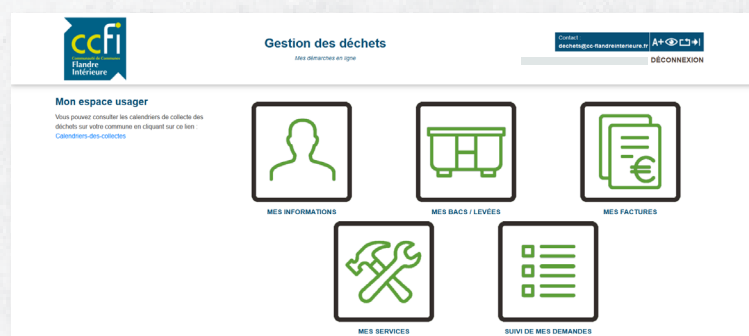 ccfi
Communauté de Communes
Flandre
Intérieure
Gestion des déchets
Mes démarches en ligne
Contact :
dechets@cc-flandreinterieure.fr
A+
DÉCONNEXION
Mon espace usager
Vous pouvez consulter les calendriers de collecte des
déchets sur votre commune en cliquant sur ce lien :
Calendriers-des-collectes
MES INFORMATIONS
MES BACS / LEVÉES
€
MES FACTURES
MES SERVICES
SUIVI DE MES DEMANDES